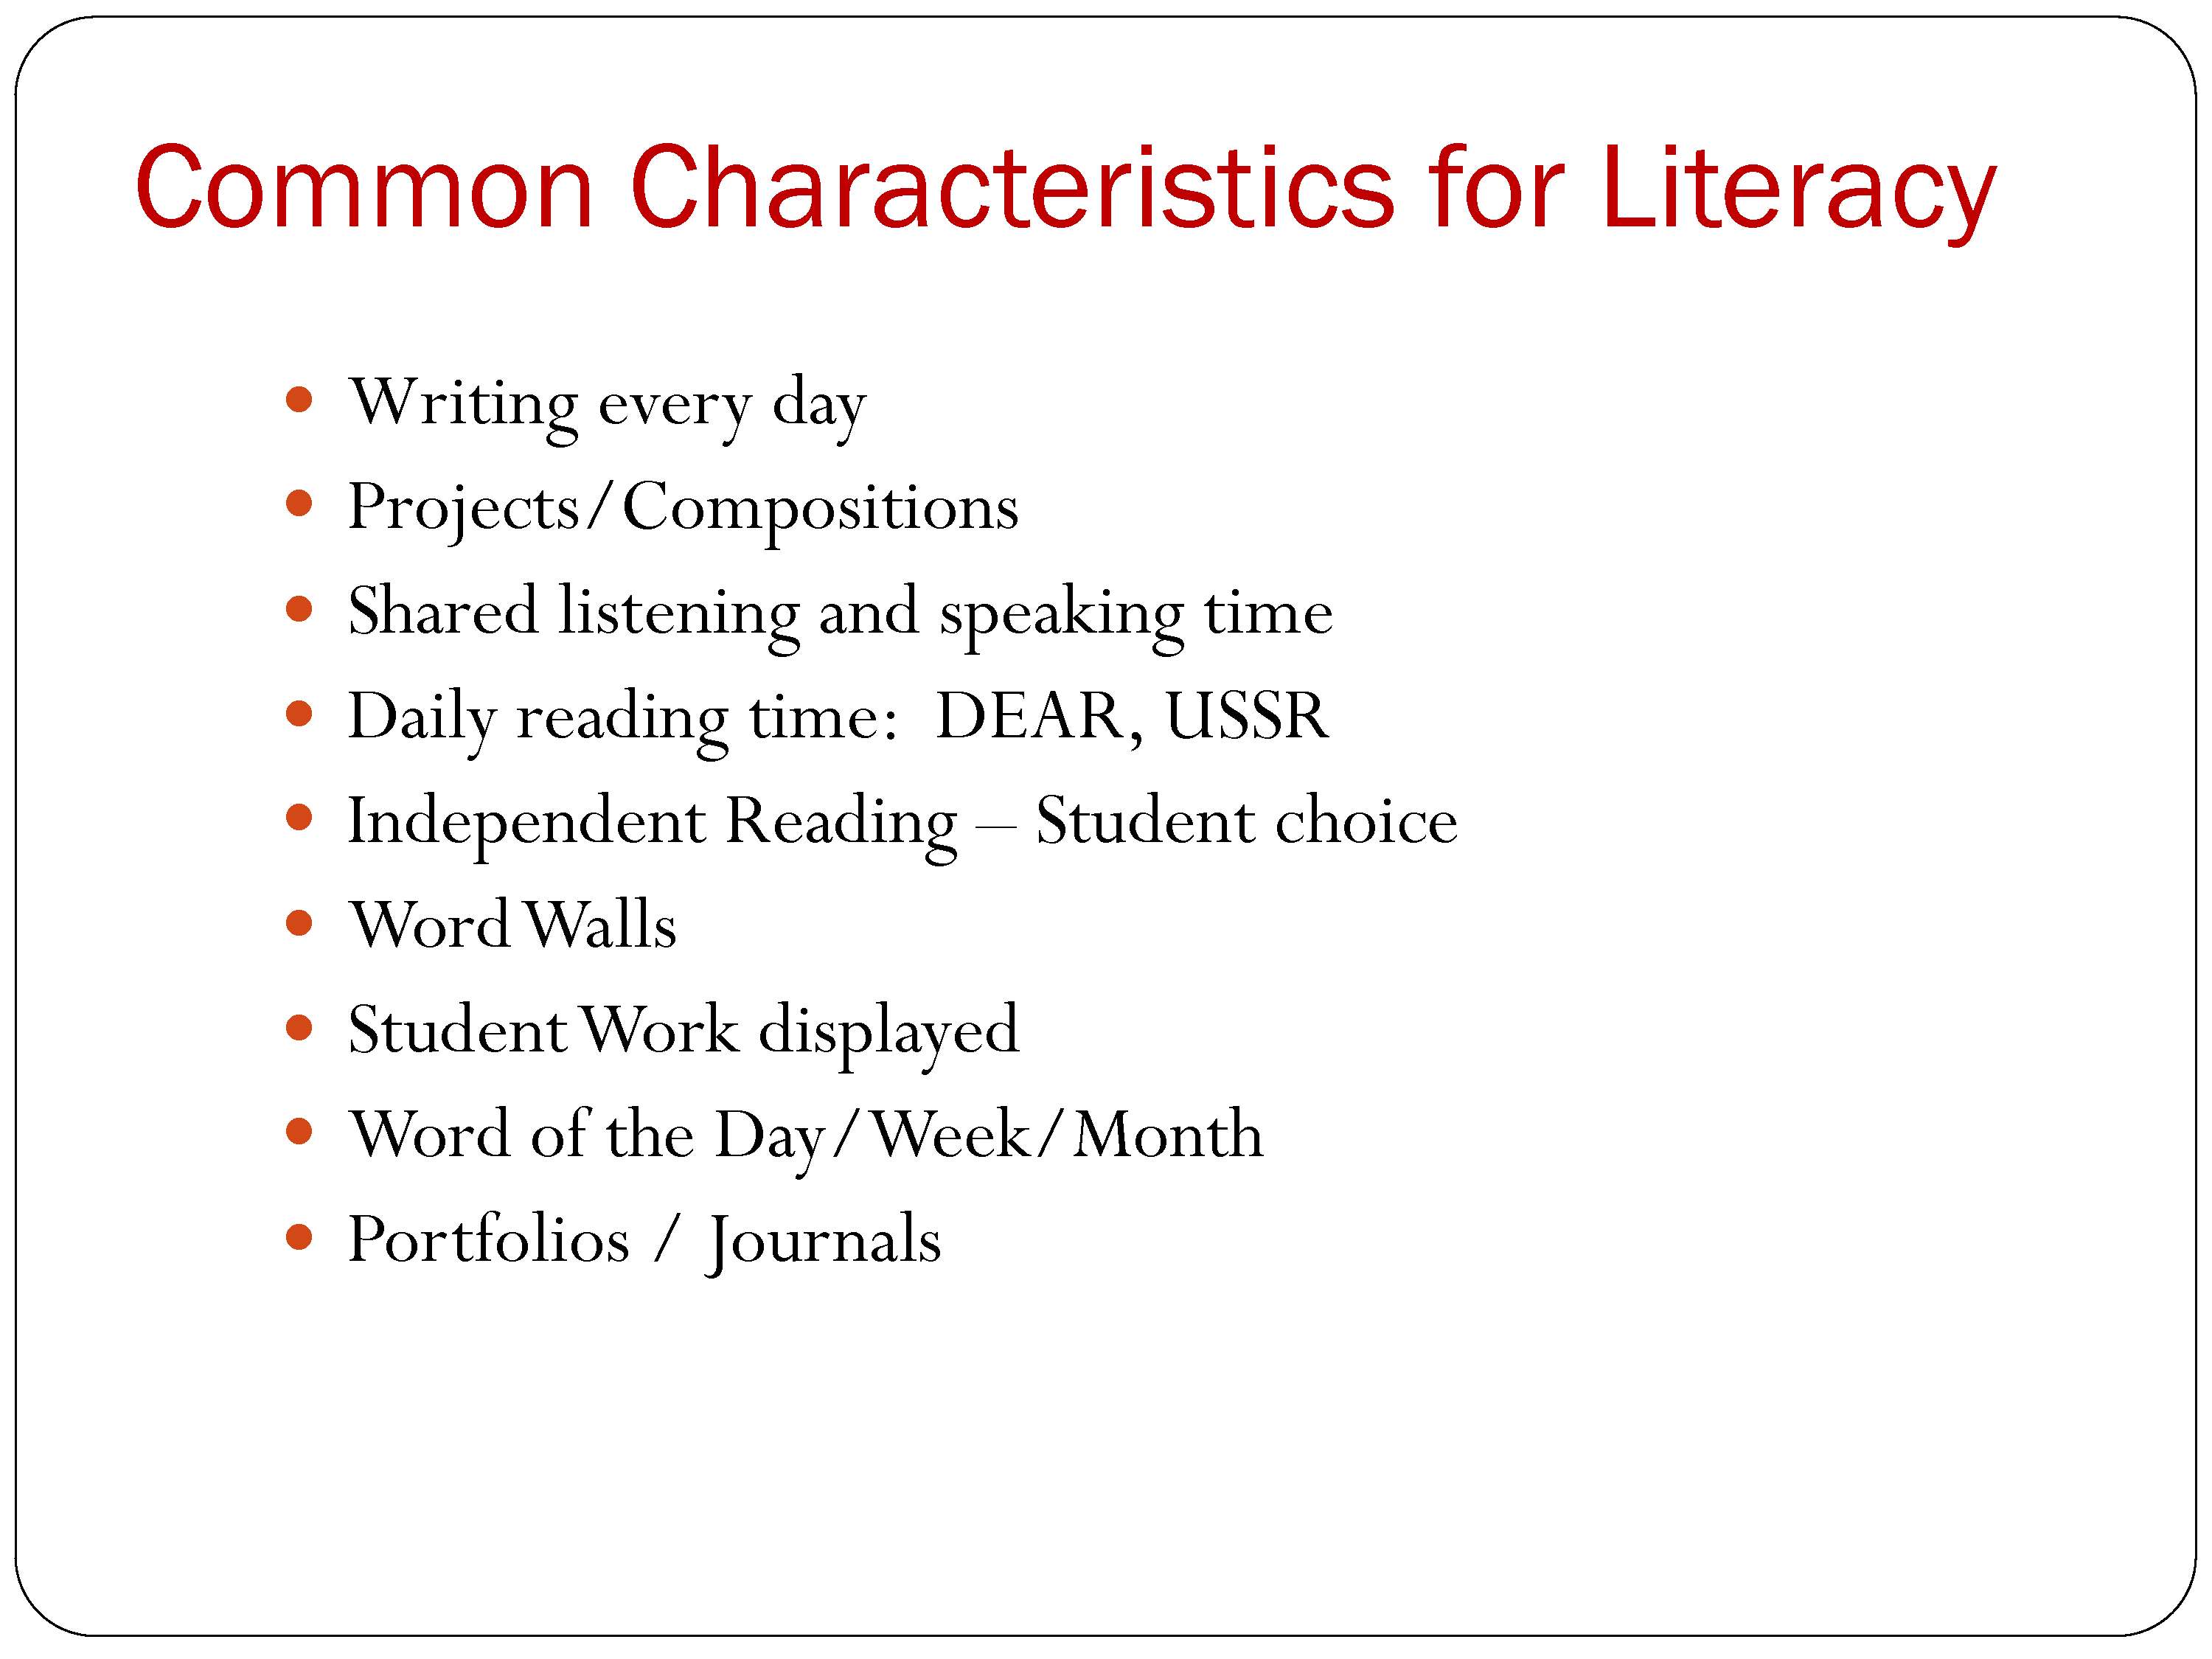 Common Characteristics for Literacy
• Writing every day
• Projects/Compositions
• Shared listening and speaking time
• Daily reading time:  DEAR, USSR
• Independent Reading – Student choice
• Word Walls
• Student Work displayed
• Word of the Day/Week/Month
• Portfolios / Journals